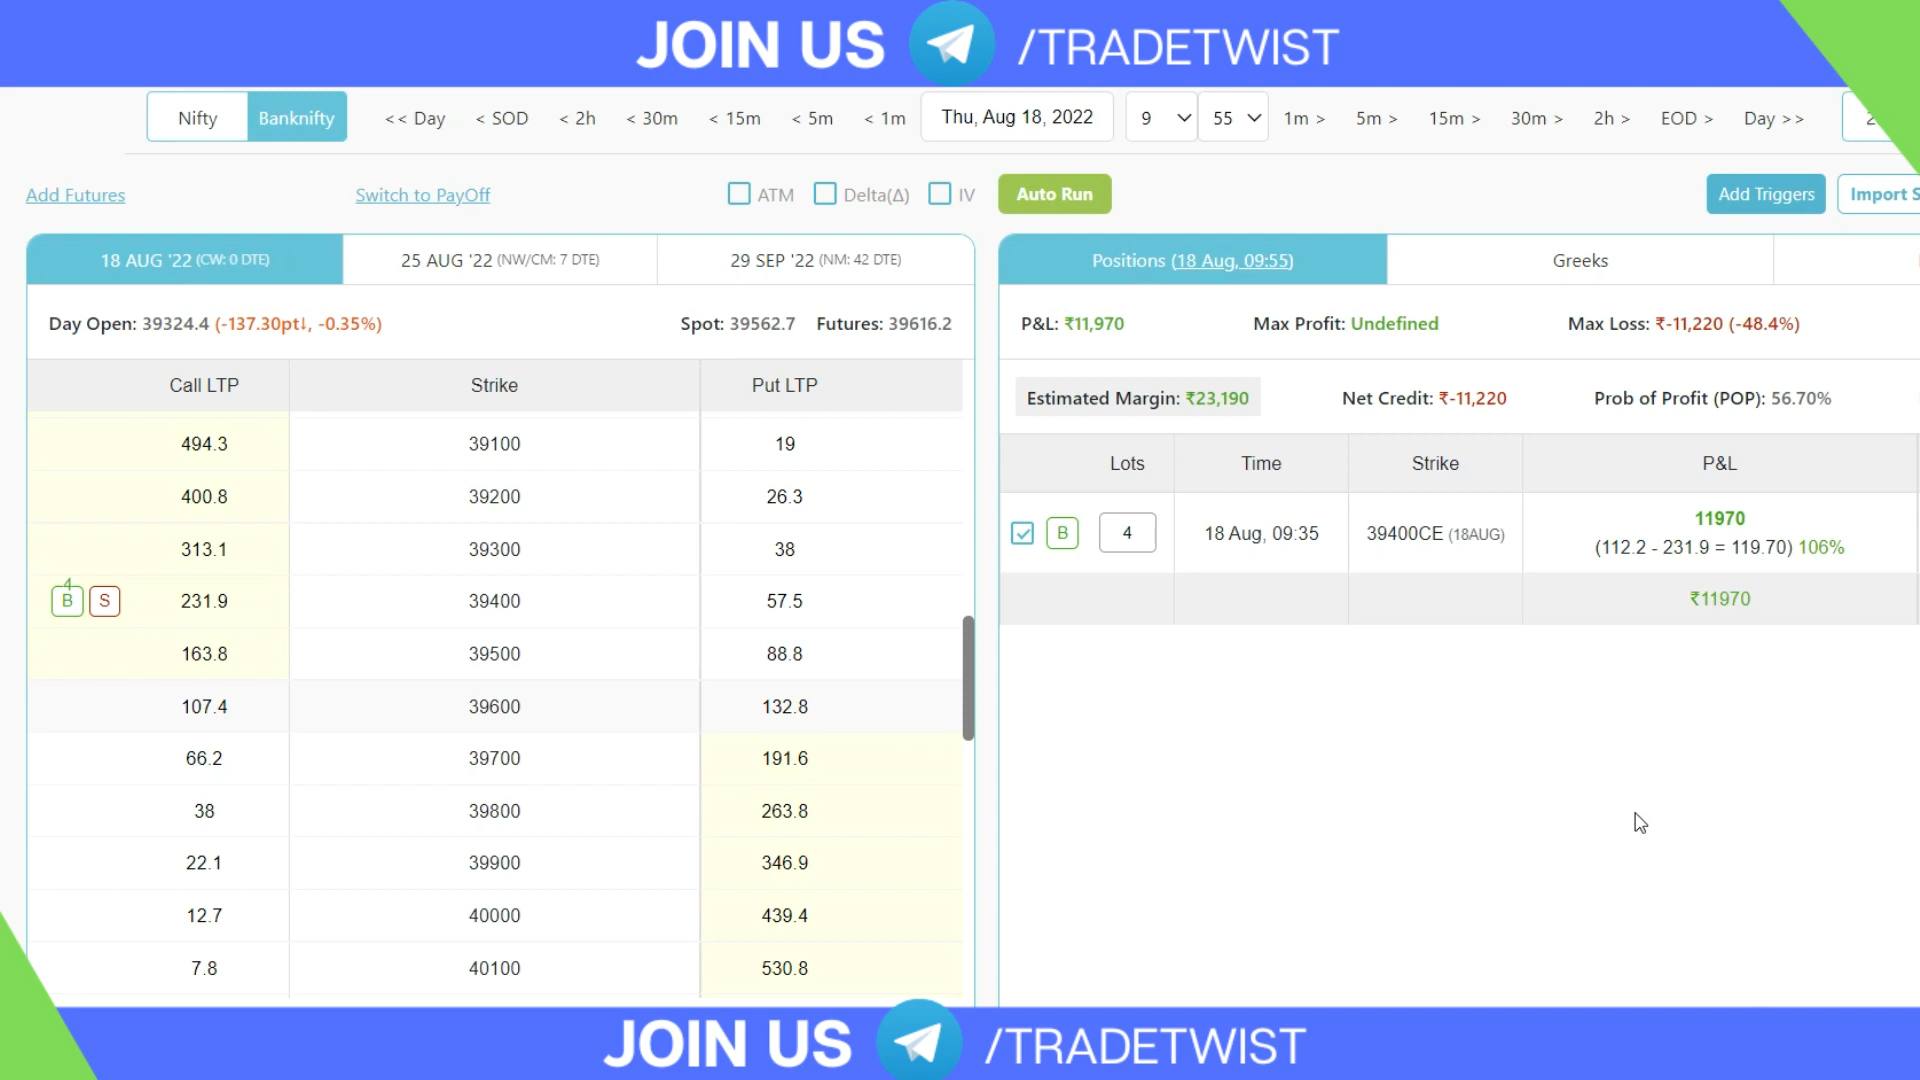 JOIN US /TRADETWIST
Nifty Banknifty << Day < SOD < 2h < 30m < 15m < 5m < 1m Thu, Aug 18, 2022 9 55 1m > 5m > 15m > 30m > 2h > EOD > Day >>
Add Futures Switch to PayOff ATM Delta(Δ) IV Auto Run Add Triggers Import S
18 AUG '22 (CW: 0 DTE) 25 AUG '22 (NW/CM: 7 DTE) 29 SEP '22 (NM: 42 DTE) Positions (18 Aug, 09:55) Greeks
Day Open: 39324.4 (-137.30pt↓, -0.35%) Spot: 39562.7 Futures: 39616.2 P&L: ₹11,970 Max Profit: Undefined Max Loss: ₹-11,220 (-48.4%)
Call LTP Strike Put LTP
Estimated Margin: ₹23,190 Net Credit: ₹-11,220 Prob of Profit (POP): 56.70%
494.3 39100 19
400.8 39200 26.3
313.1 39300 38
4
B S 231.9 39400 57.5
163.8 39500 88.8
107.4 39600 132.8
66.2 39700 191.6
38 39800 263.8
22.1 39900 346.9
12.7 40000 439.4
7.8 40100 530.8
Lots Time Strike P&L
B 4 18 Aug, 09:35 39400CE (18AUG) 11970
(112.2 - 231.9 = 119.70) 106%
₹11970
JOIN US /TRADETWIST